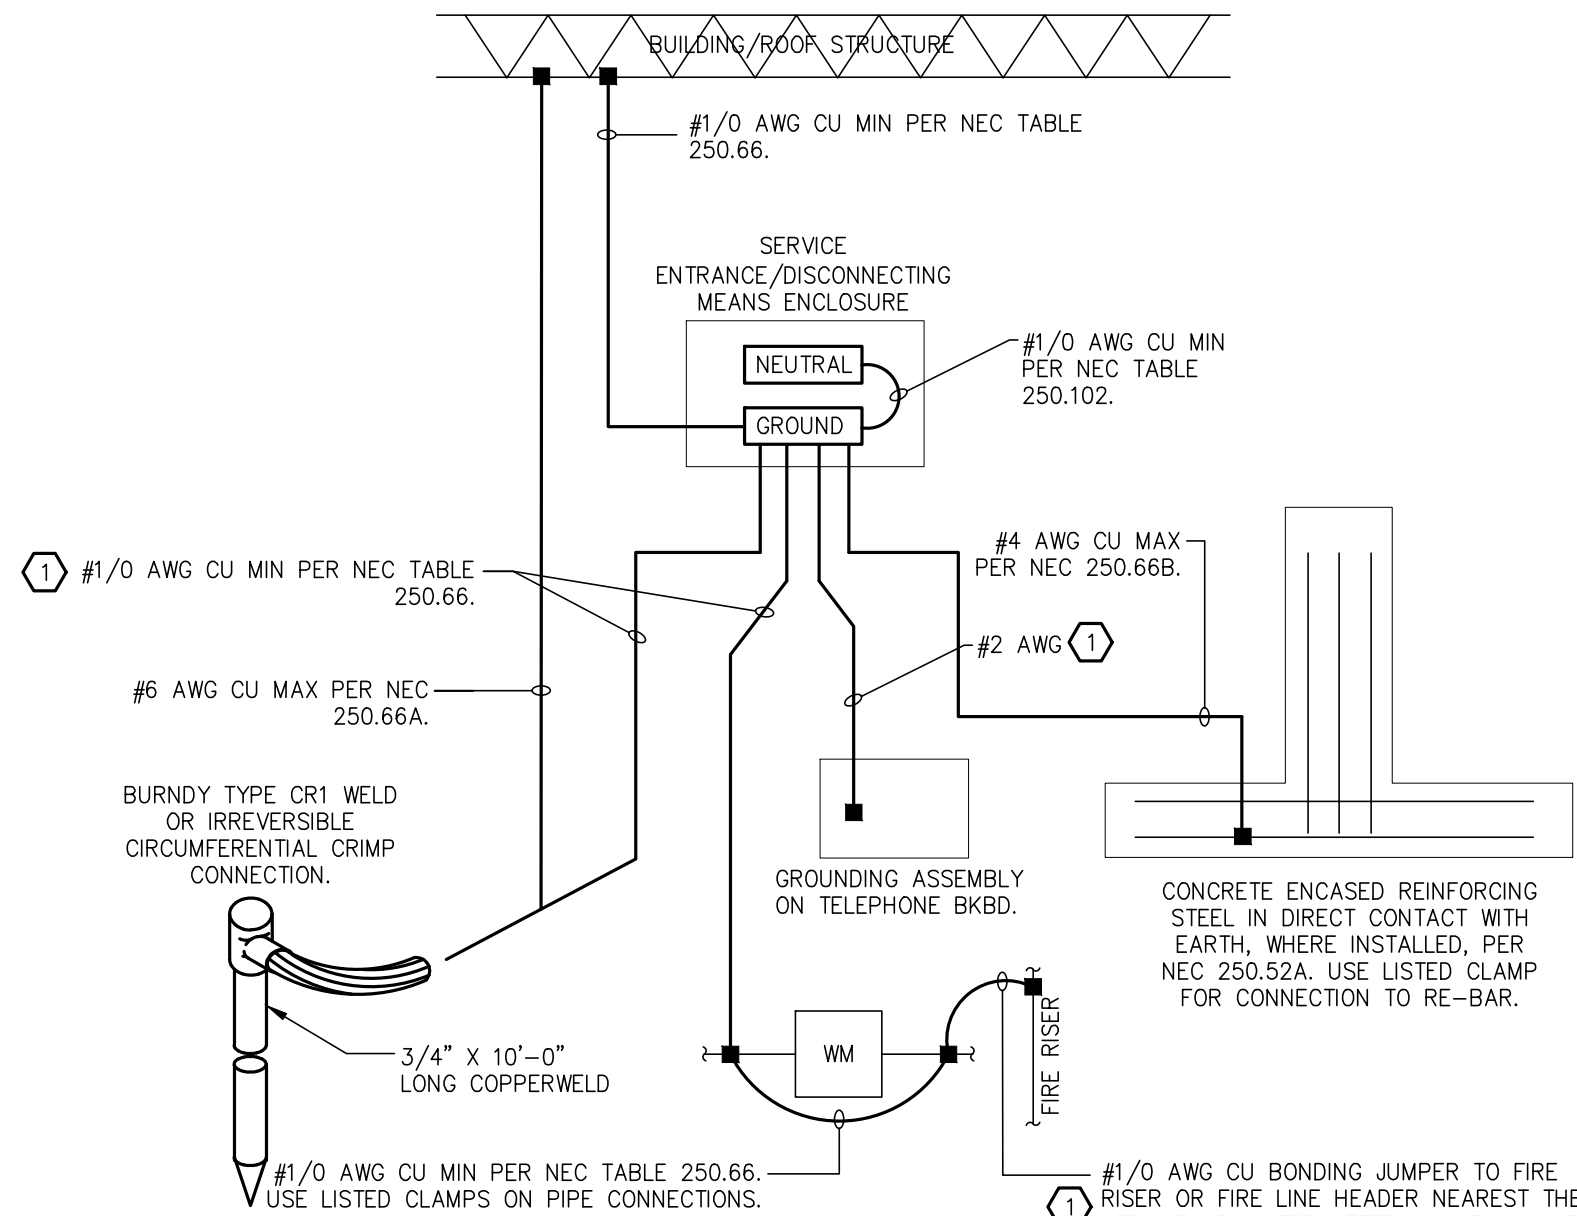 BUILDING/ROOF STRUCTURE
#1/0 AWG CU MIN PER NEC TABLE
250.66.
SERVICE
ENTRANCE/DISCONNECTING
MEANS ENCLOSURE
NEUTRAL
GROUND
#1/0 AWG CU MIN
PER NEC TABLE
250.102.
1
#1/0 AWG CU MIN PER NEC TABLE
250.66.
#4 AWG CU MAX
PER NEC 250.66B.
#2 AWG
1
#6 AWG CU MAX PER NEC
250.66A.
BURNDY TYPE CR1 WELD
OR IRREVERSIBLE
CIRCUMFERENTIAL CRIMP
CONNECTION.
GROUNDING ASSEMBLY
ON TELEPHONE BKBD.
CONCRETE ENCASED REINFORCING
STEEL IN DIRECT CONTACT WITH
EARTH, WHERE INSTALLED, PER
NEC 250.52A. USE LISTED CLAMP
FOR CONNECTION TO RE-BAR.
3/4" X 10'-0"
LONG COPPERWELD
WM
FIRE RISER
#1/0 AWG CU MIN PER NEC TABLE 250.66.
USE LISTED CLAMPS ON PIPE CONNECTIONS.
#1/0 AWG CU BONDING JUMPER TO FIRE
1
RISER OR FIRE LINE HEADER NEAREST THE